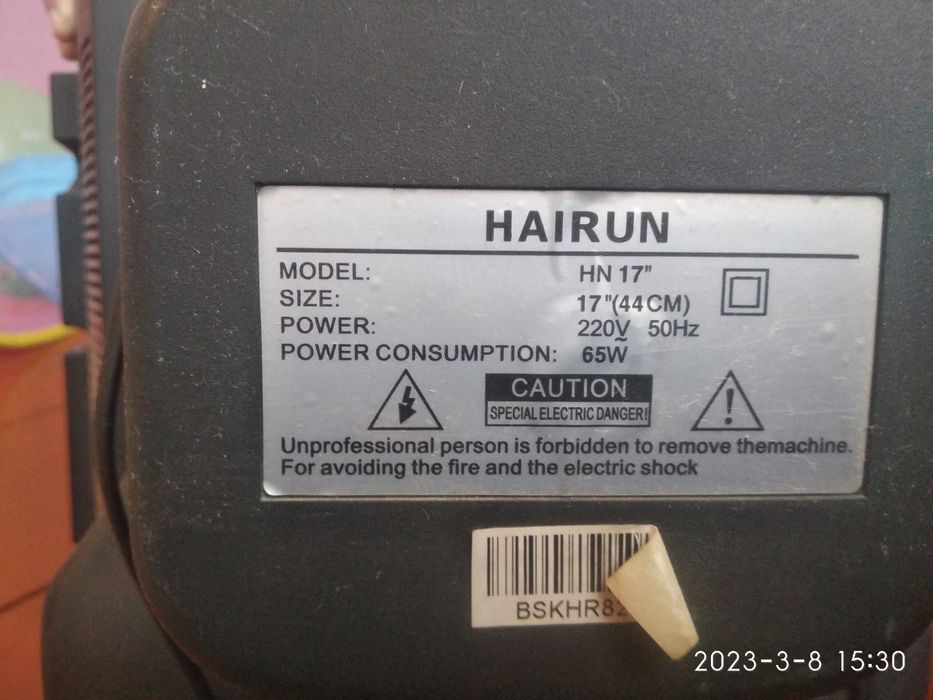 HAIRUN
MODEL: HN 17"
SIZE: 17"(44CM)
POWER: 220V~ 50Hz
POWER CONSUMPTION: 65W
CAUTION
SPECIAL ELECTRIC DANGER!
Unprofessional person is forbidden to remove themachine.
For avoiding the fire and the electric shock
BSKHR82
2023-3-8 15:30